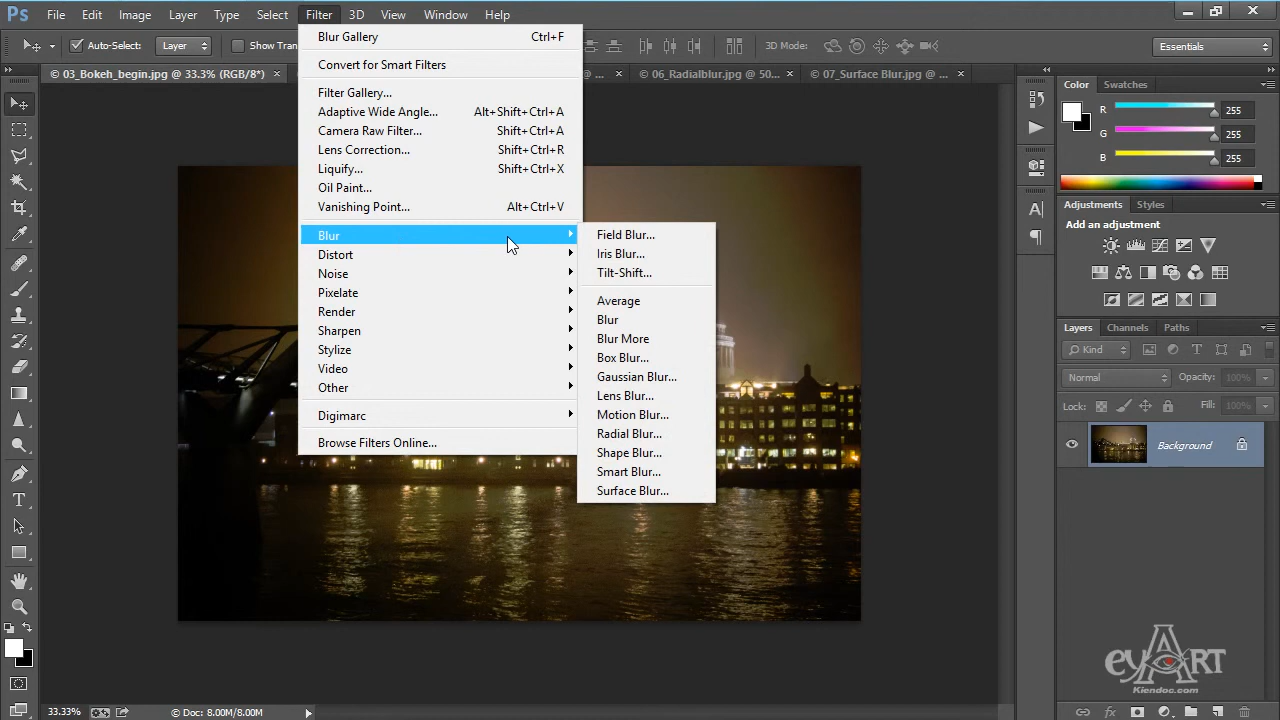 Ps File Edit Image Layer Type Select Filter 3D View Window Help
Auto-Select: Layer Show Tran 3D Mode: Essentials
© 03_Bokeh_begin.jpg @ 33.3% (RGB/8*) × @ ... × © 06_Radialblur.jpg @ 50... × © 07_Surface Blur.jpg @ ... ×
Blur Gallery Ctrl+F
Convert for Smart Filters
Filter Gallery...
Adaptive Wide Angle... Alt+Shift+Ctrl+A
Camera Raw Filter... Shift+Ctrl+A
Lens Correction... Shift+Ctrl+R
Liquify... Shift+Ctrl+X
Oil Paint...
Vanishing Point... Alt+Ctrl+V
Blur
Distort
Noise
Pixelate
Render
Sharpen
Stylize
Video
Other
Digimarc
Browse Filters Online...
Field Blur...
Iris Blur...
Tilt-Shift...
Average
Blur
Blur More
Box Blur...
Gaussian Blur...
Lens Blur...
Motion Blur...
Radial Blur...
Shape Blur...
Smart Blur...
Surface Blur...
Color Swatches
R 255
G 255
B 255
Adjustments Styles
Add an adjustment
Layers Channels Paths
Kind
Normal Opacity: 100%
Lock: Fill: 100%
Background
eyART
Kiendoc.com
33.33% © Doc: 8.00M/8.00M